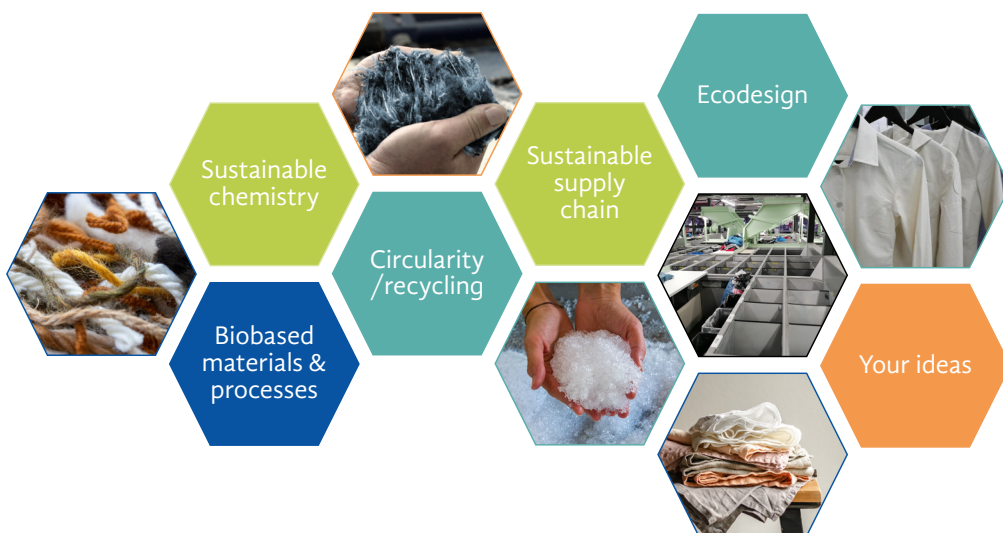 Ecodesign
Sustainable
chemistry
Sustainable
supply
chain
Circularity
/recycling
Biobased
materials &
processes
Your ideas